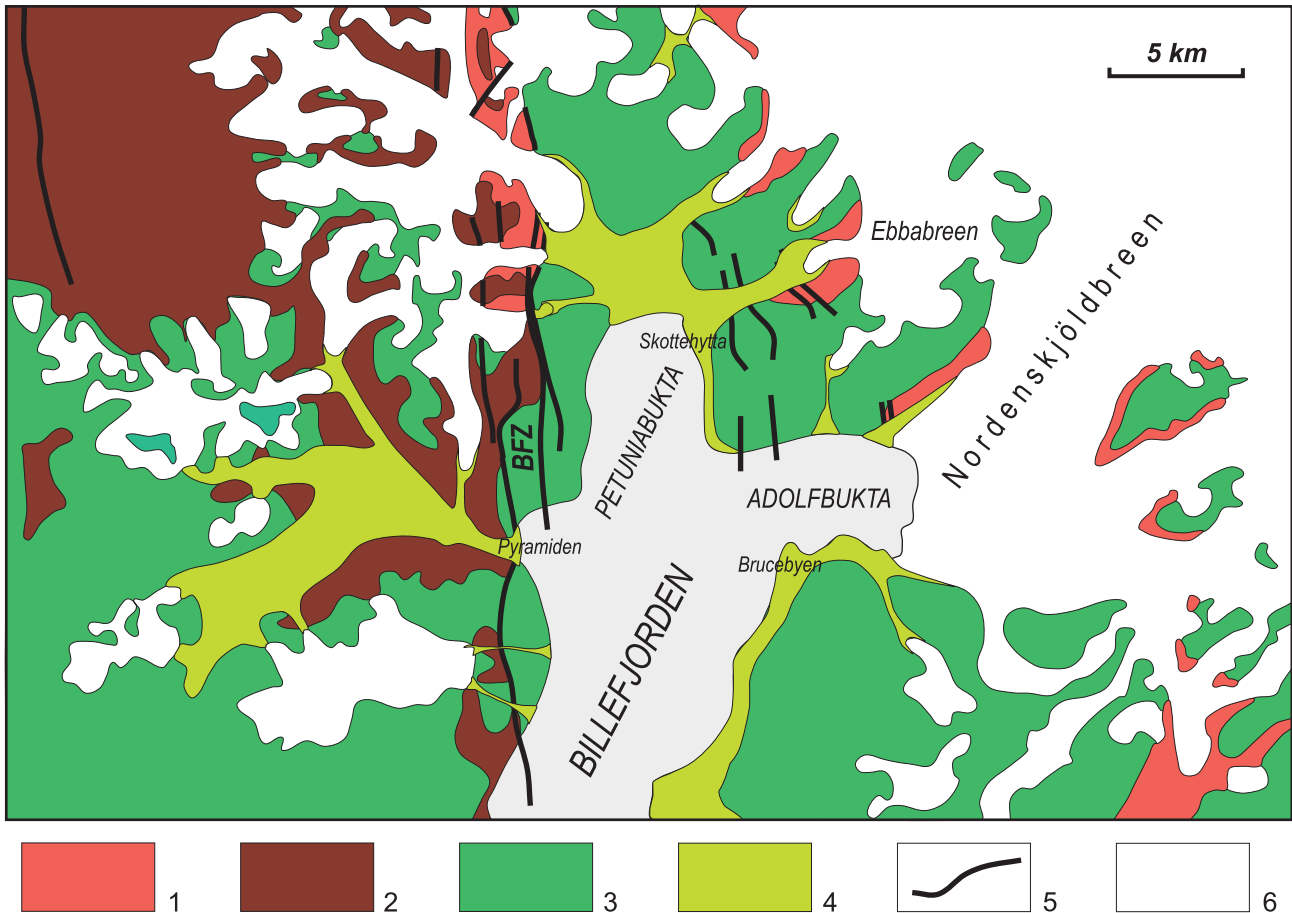 5 km
Ebbabreen
Nordenskjöldbreen
Skottehytta
PETUNIABUKTA
BFZ
ADOLFBUKTA
Pyramiden
Brucebyen
BILLEFJORDEN
1
2
3
4
5
6